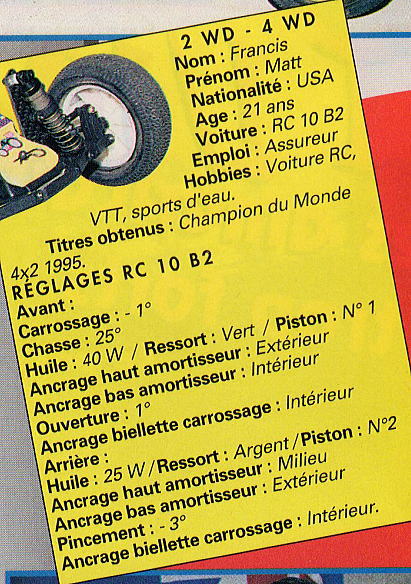 2 WD - 4 WD
Nom : Francis
Prénom : Matt
Nationalité : USA
Age : 21 ans
Voiture : RC 10 B2
Emploi : Assureur
Hobbies : Voiture RC,
VTT, sports d'eau.
Titres obtenus : Champion du Monde
4x2 1995.
RÉGLAGES RC 10 B2
Avant :
Carrossage : - 1°
Chasse : 25°
Huile : 40 W / Ressort : Vert / Piston : N° 1
Ancrage haut amortisseur : Extérieur
Ancrage bas amortisseur : Intérieur
Ouverture : 1°
Ancrage biellette carrossage : Intérieur
Arrière :
Huile : 25 W / Ressort : Argent / Piston : N°2
Ancrage haut amortisseur : Milieu
Ancrage bas amortisseur : Extérieur
Pincement : - 3°
Ancrage biellette carrossage : Intérieur.